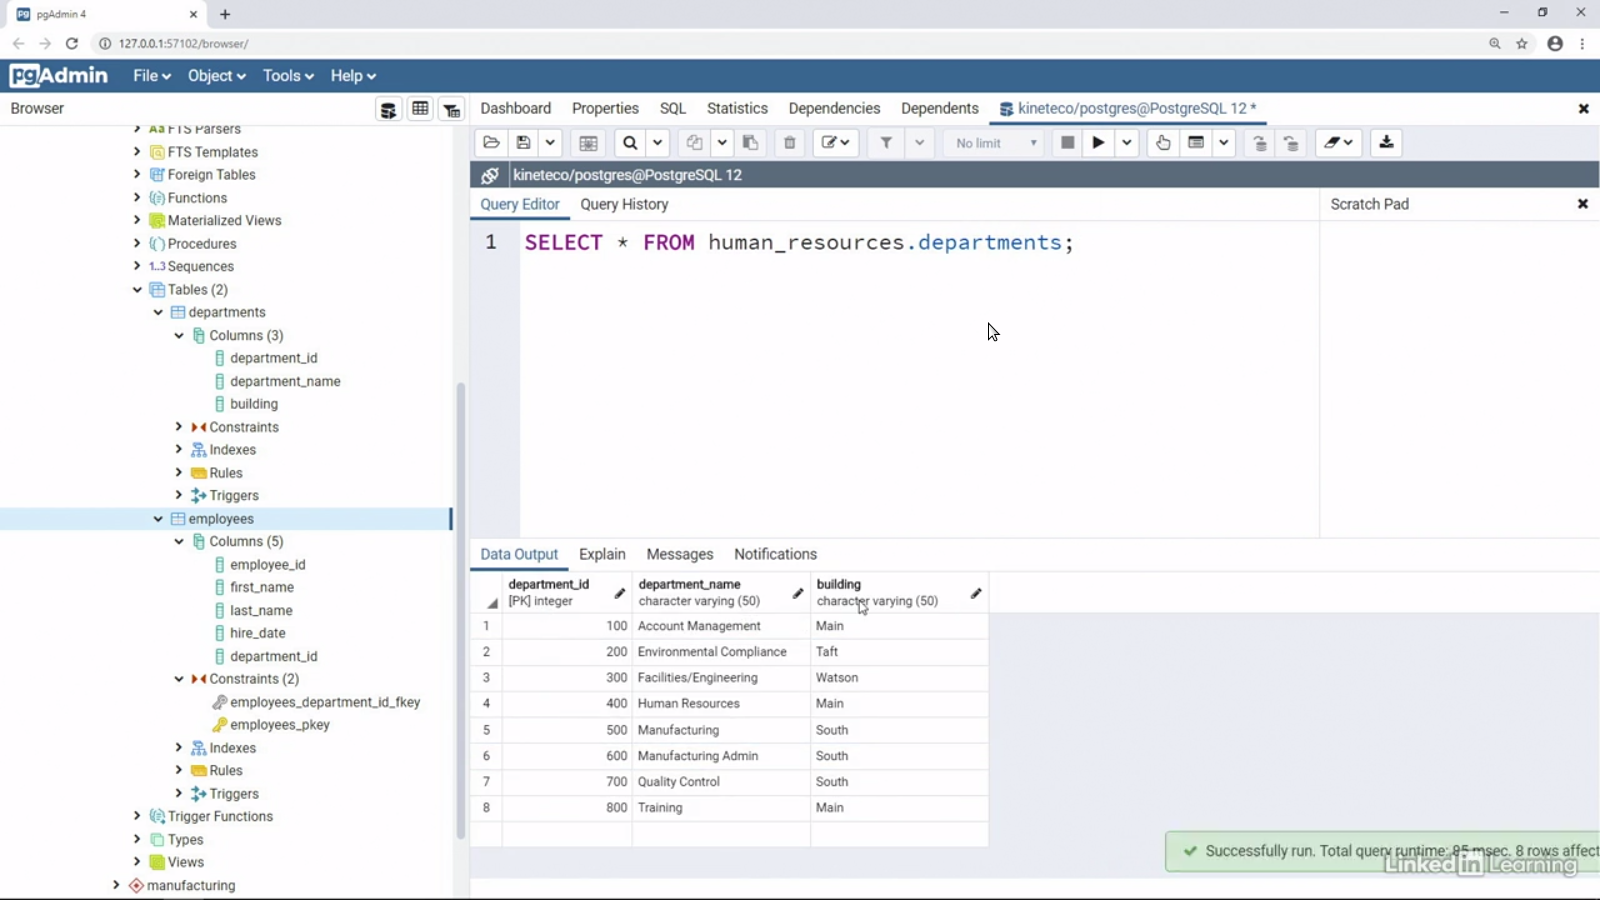 pgAdmin 4
127.0.0.1:57102/browser/
pgAdmin File Object Tools Help
Browser
Dashboard Properties SQL Statistics Dependencies Dependents kineteco/postgres@PostgreSQL 12 *
FTS Parsers
FTS Templates
Foreign Tables
Functions
Materialized Views
Procedures
1..3 Sequences
Tables (2)
departments
Columns (3)
department_id
department_name
building
Constraints
Indexes
Rules
Triggers
employees
Columns (5)
employee_id
first_name
last_name
hire_date
department_id
Constraints (2)
employees_department_id_fkey
employees_pkey
Indexes
Rules
Triggers
Trigger Functions
Types
Views
manufacturing
No limit
kineteco/postgres@PostgreSQL 12
Query Editor Query History
Scratch Pad
1 SELECT * FROM human_resources.departments;
Data Output Explain Messages Notifications
department_id department_name building
[PK] integer character varying (50) character varying (50)
1 100 Account Management Main
2 200 Environmental Compliance Taft
3 300 Facilities/Engineering Watson
4 400 Human Resources Main
5 500 Manufacturing South
6 600 Manufacturing Admin South
7 700 Quality Control South
8 800 Training Main
Successfully run. Total query runtime: 85 msec. 8 rows affect
LinkedIn Learning